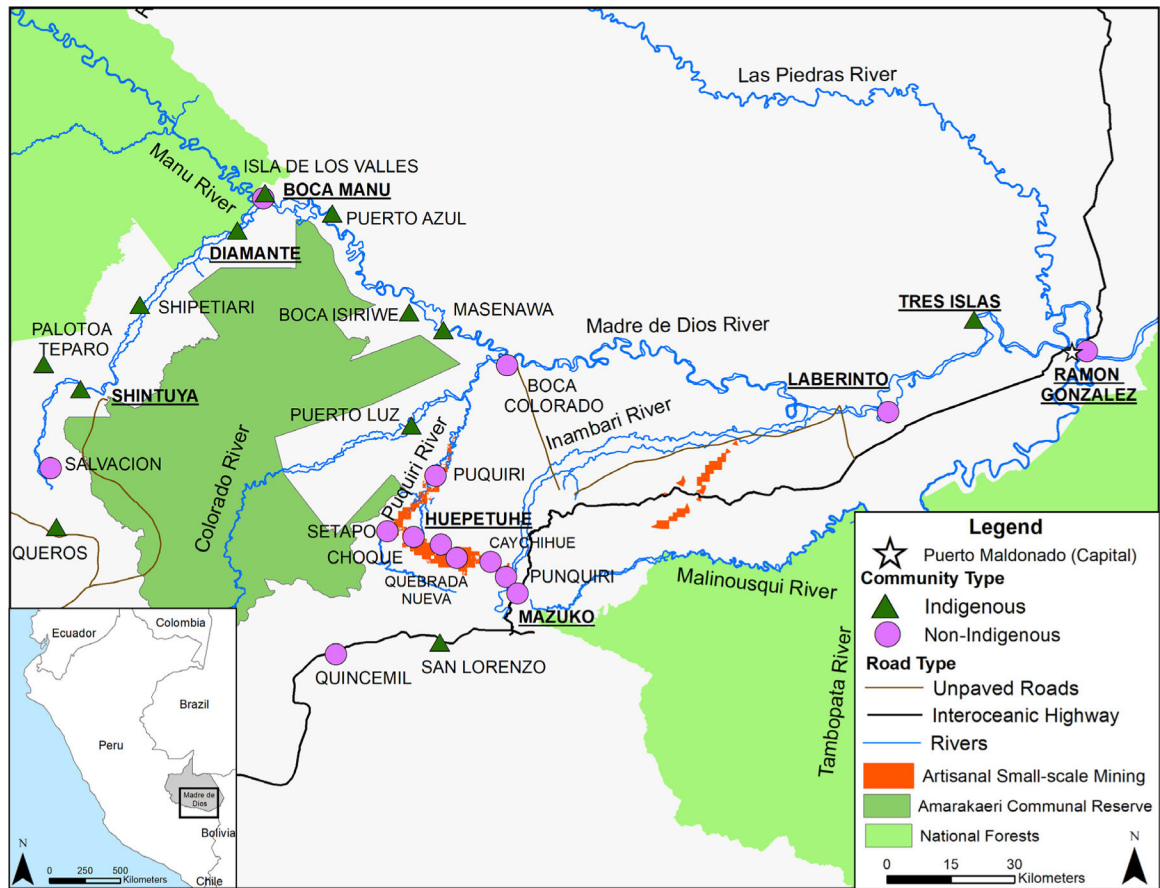 Las Piedras River
ISLA DE LOS VALLES
Manu River
BOCA MANU
PUERTO AZUL
DIAMANTE
SHIPETIARI
BOCA ISIRIWE
MASENAWA
TRES ISLAS
Madre de Dios River
PALOTOA
TEPARO
SHINTUYA
BOCA
COLORADO
LABERINTO
RAMON
GONZALEZ
PUERTO LUZ
Inambari River
SALVACION
Colorado River
Puquiri River
PUQUIRI
QUEROS
SETAPO
HUEPETUHE
CHOQUE
CAYCHIHUE
QUEBRADA
NUEVA
PUNQUIRI
MAZUKO
Malinousqui River
QUINCEMIL
SAN LORENZO
Tambopata River
Legend
Puerto Maldonado (Capital)
Community Type
Indigenous
Non-Indigenous
Road Type
Unpaved Roads
Interoceanic Highway
Rivers
Artisanal Small-scale Mining
Amarakaeri Communal Reserve
National Forests
0 15 30
Kilometers
N
Ecuador
Colombia
Brazil
Peru
Madre de
Dios
Bolivia
Chile
N
0 250 500
Kilometers